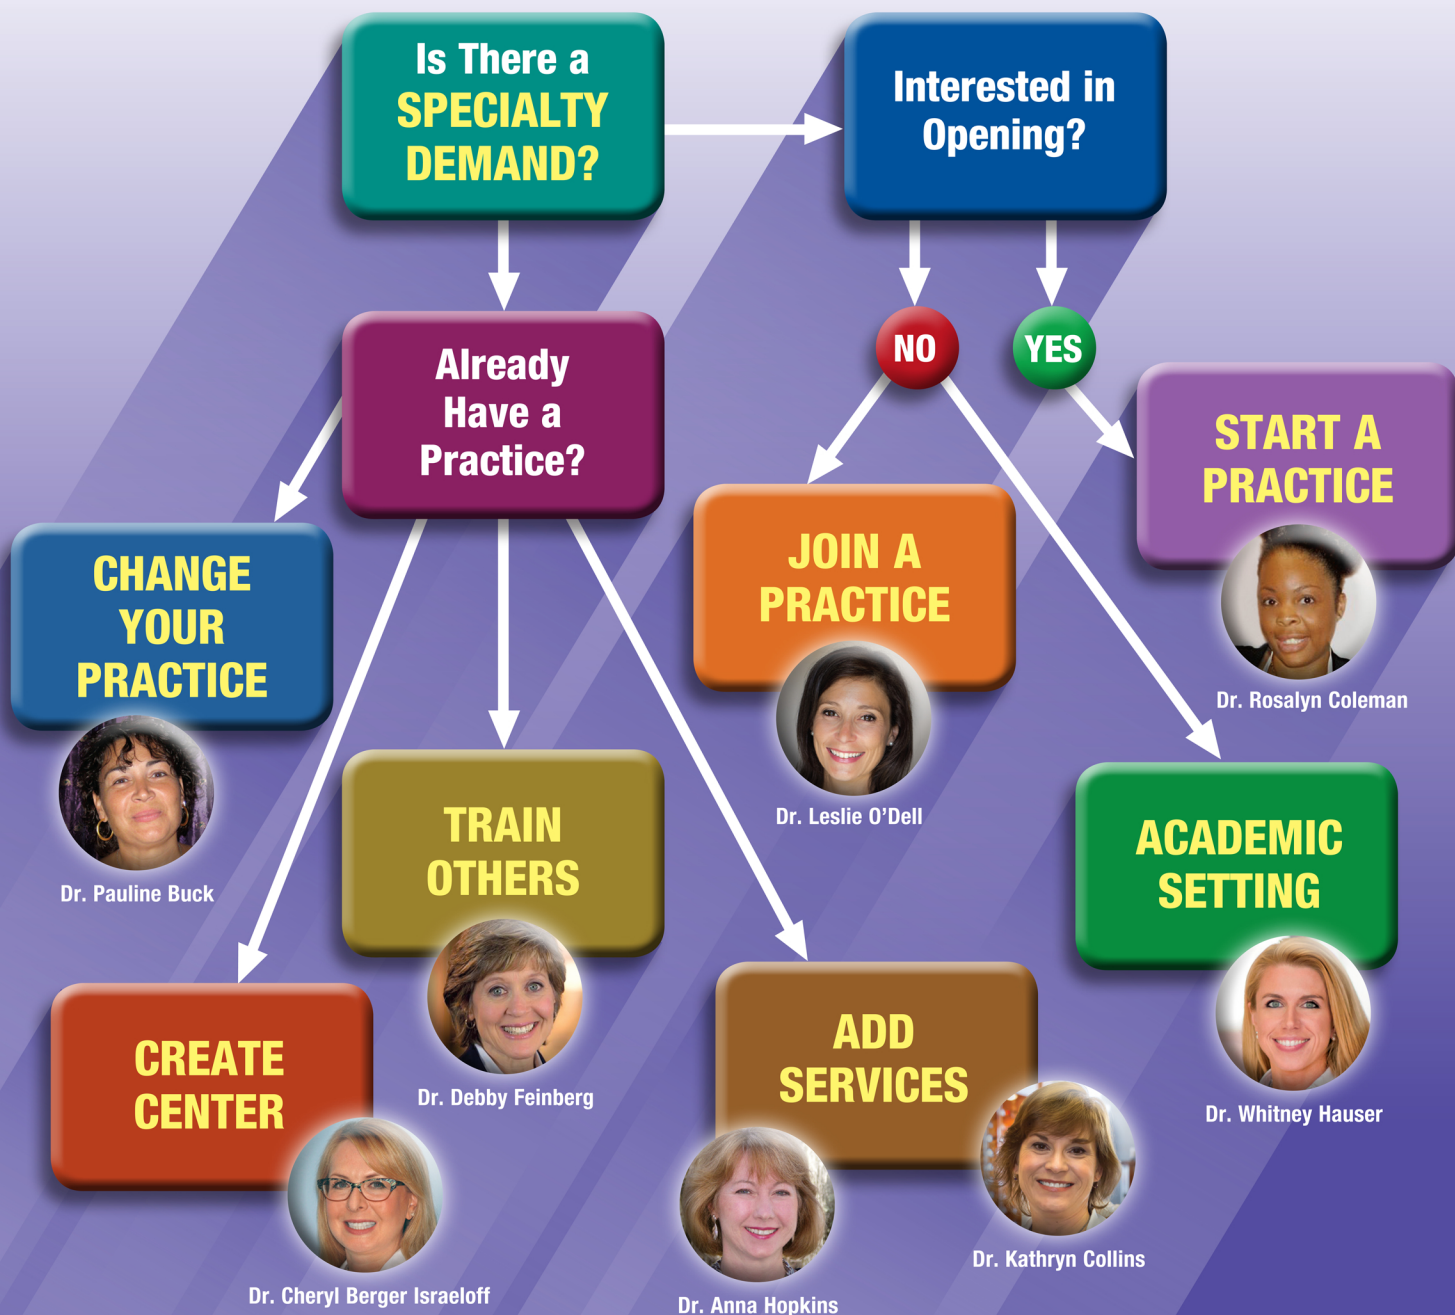 Is There a
SPECIALTY
DEMAND?
Interested in
Opening?
NO
YES
Already
Have a
Practice?
START A
PRACTICE
Dr. Rosalyn Coleman
CHANGE
YOUR
PRACTICE
Dr. Pauline Buck
JOIN A
PRACTICE
Dr. Leslie O'Dell
TRAIN
OTHERS
Dr. Debby Feinberg
ACADEMIC
SETTING
Dr. Whitney Hauser
CREATE
CENTER
Dr. Cheryl Berger Israeloff
ADD
SERVICES
Dr. Anna Hopkins
Dr. Kathryn Collins